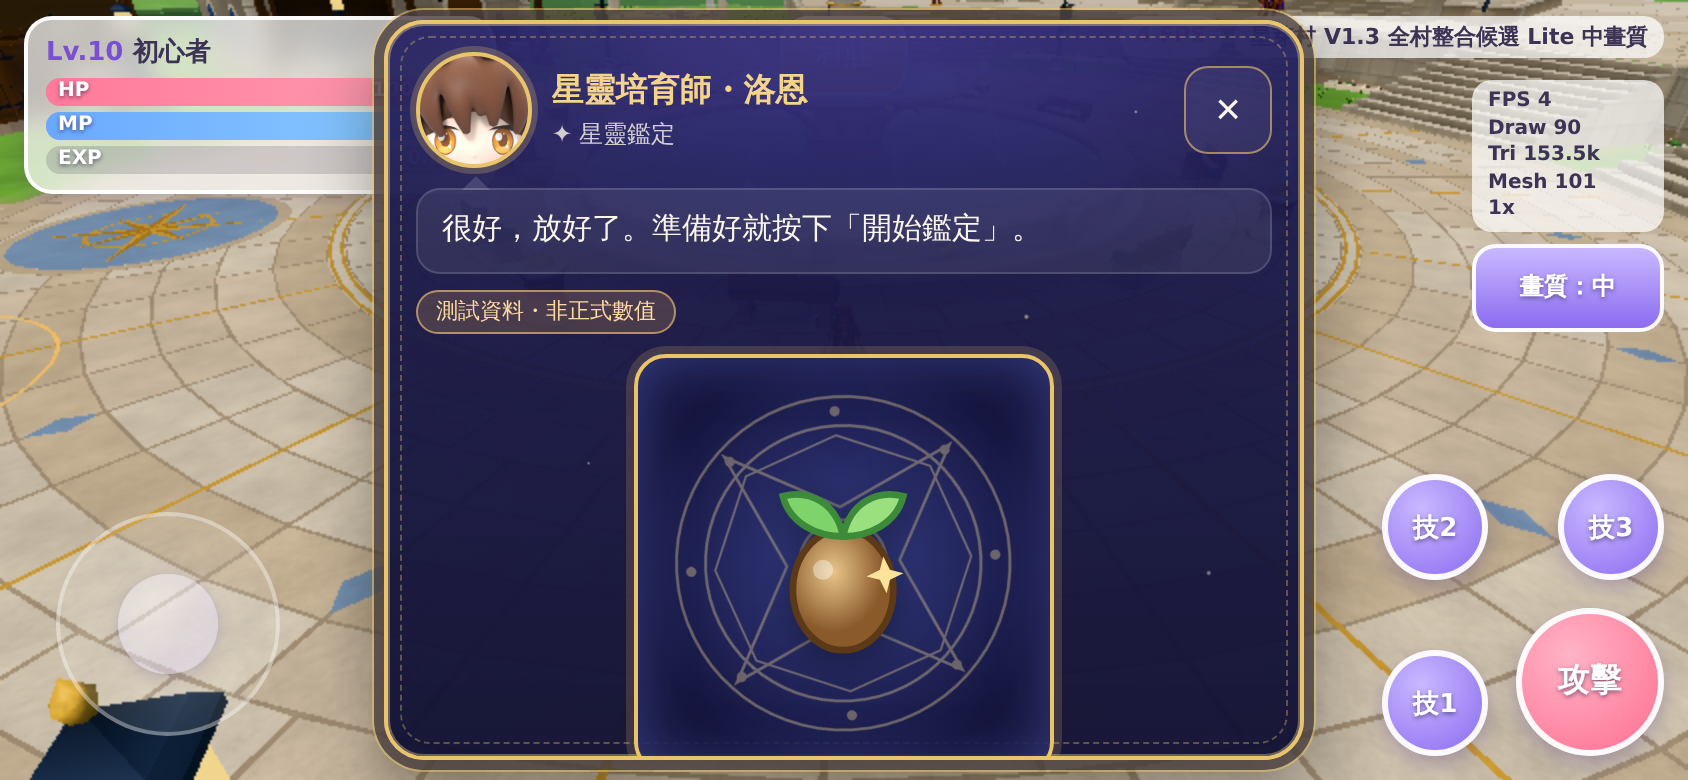 Lv.10 初心者
HP
MP
EXP
星靈培育師・洛恩
✦ 星靈鑑定
×
很好，放好了。準備好就按下「開始鑑定」。
測試資料・非正式數值
V1.3 全村整合候選 Lite 中畫質
FPS 4
Draw 90
Tri 153.5k
Mesh 101
1x
畫質：中
技2
技3
技1
攻擊